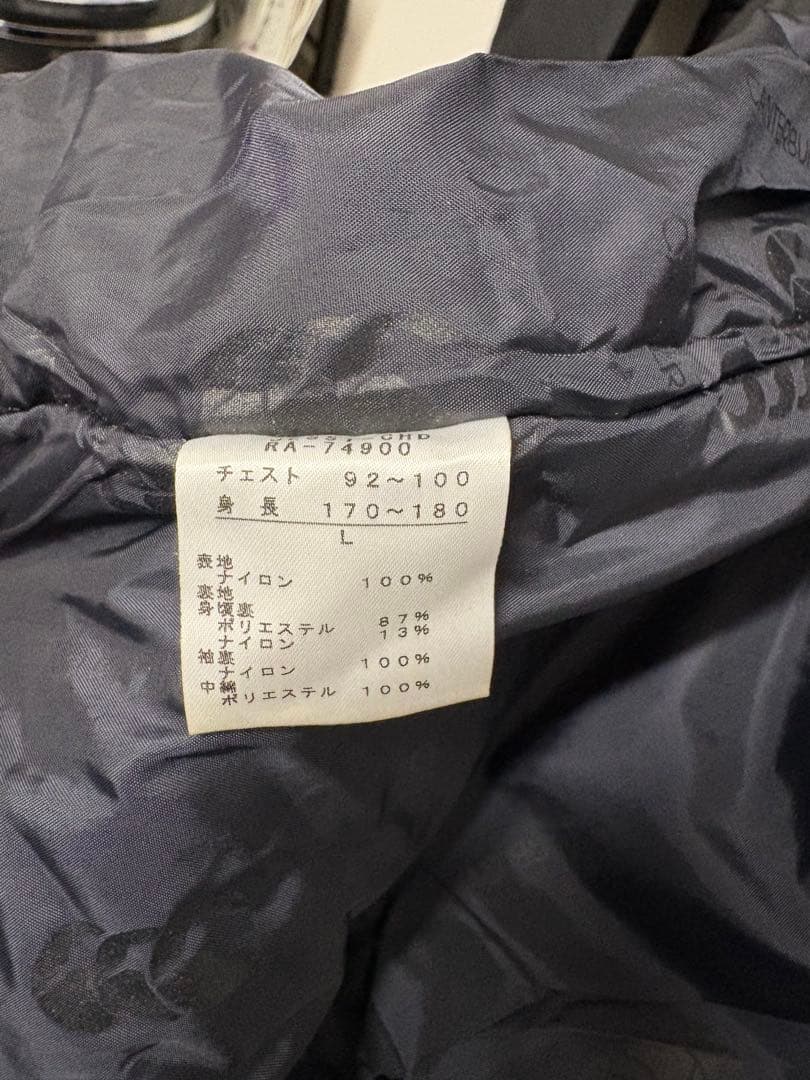 CANTERBU
RA-74900
チェスト 92～100
身長 170～180
L
表地
ナイロン 100%
裏地
身頃裏
ポリエステル 87%
ナイロン 13%
袖裏
ナイロン 100%
中綿
ポリエステル 100%